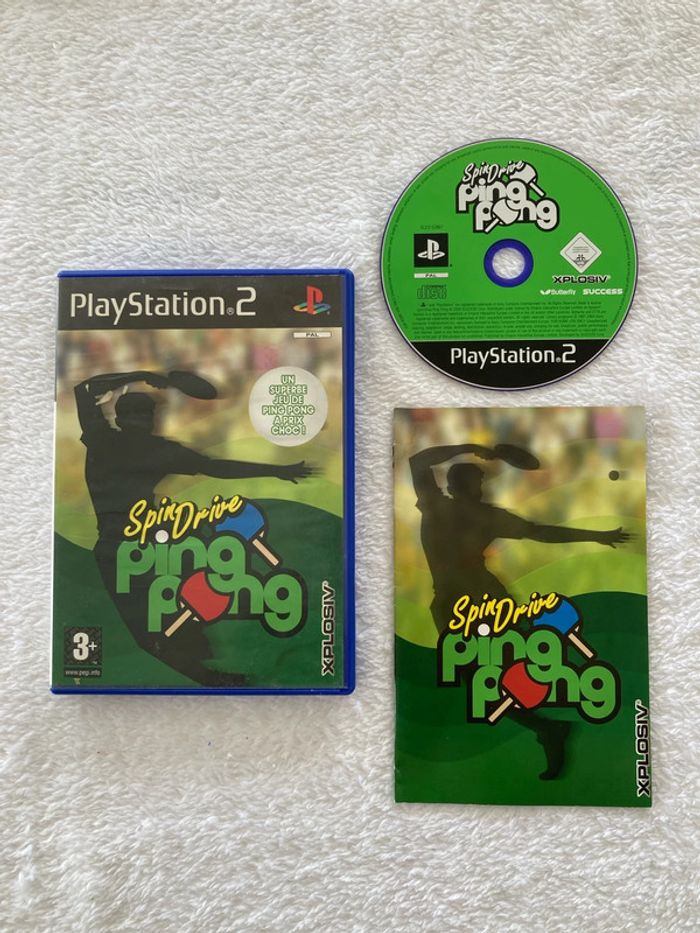 PlayStation®2
PAL
UN
SUPERBE
JEU DE
PING PONG
A PRIX
CHOC !
Spin Drive
ping
pong
3+
www.pegi.info
XPLOSIV
Spin Drive
ping
pong
PAL
XPLOSIV
Butterfly SUCCESS
PlayStation®2
Spin Drive
ping
pong
XPLOSIV